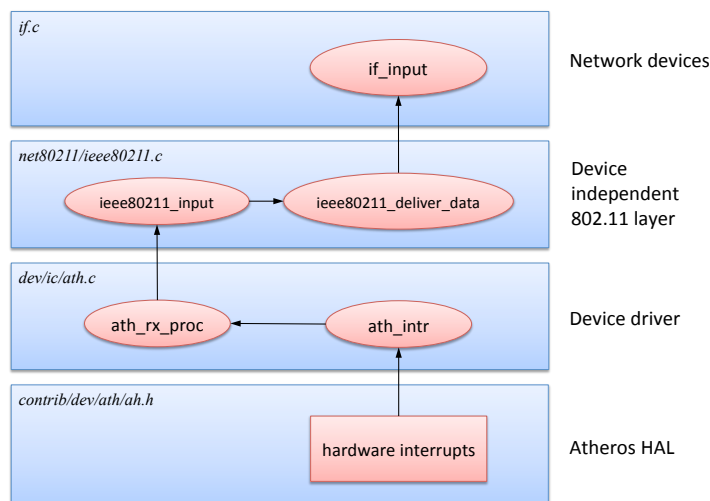 if.c
if_input
Network devices
net80211/ieee80211.c
ieee80211_input
ieee80211_deliver_data
Device
independent
802.11 layer
dev/ic/ath.c
ath_rx_proc
ath_intr
Device driver
contrib/dev/ath/ah.h
hardware interrupts
Atheros HAL